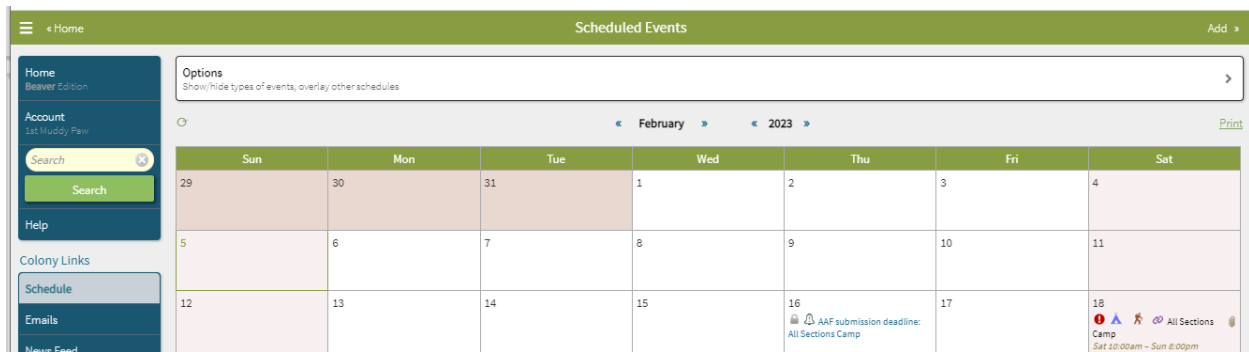 « Home
Scheduled Events
Add »
Home
Beaver Edition
Account
1st Muddy Paw
Search
Search
Help
Colony Links
Schedule
Emails
News Feed
Options
Show/hide types of events, overlay other schedules
« February » « 2023 »
Print
Sun Mon Tue Wed Thu Fri Sat
29 30 31 1 2 3 4
5 6 7 8 9 10 11
12 13 14 15 16 17 18
AAF submission deadline:
All Sections Camp
All Sections
Camp
Sat 10:00am – Sun 8:00pm